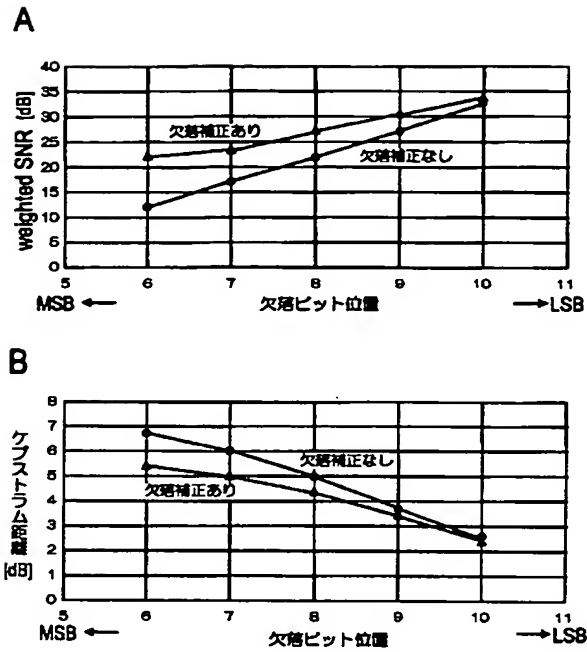 A
weighted SNR [dB]
40
35
30
25
20
15
10
5
0
欠落補正あり
欠落補正なし
5 6 7 8 9 10 11
MSB ← 欠落ビット位置 →LSB
B
ケプストラム距離 [dB]
8
7
6
5
4
3
2
1
0
欠落補正なし
欠落補正あり
5 6 7 8 9 10 11
MSB ← 欠落ビット位置 →LSB